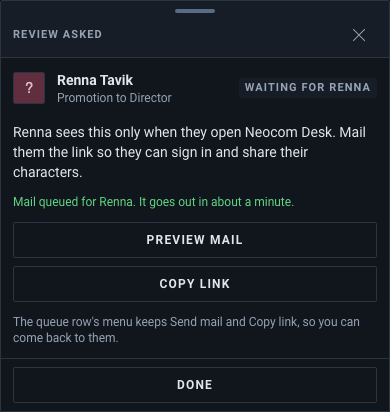 REVIEW ASKED
?
Renna Tavik
Promotion to Director
WAITING FOR RENNA
Renna sees this only when they open Neocom Desk. Mail
them the link so they can sign in and share their
characters.
Mail queued for Renna. It goes out in about a minute.
PREVIEW MAIL
COPY LINK
The queue row's menu keeps Send mail and Copy link, so you can
come back to them.
DONE